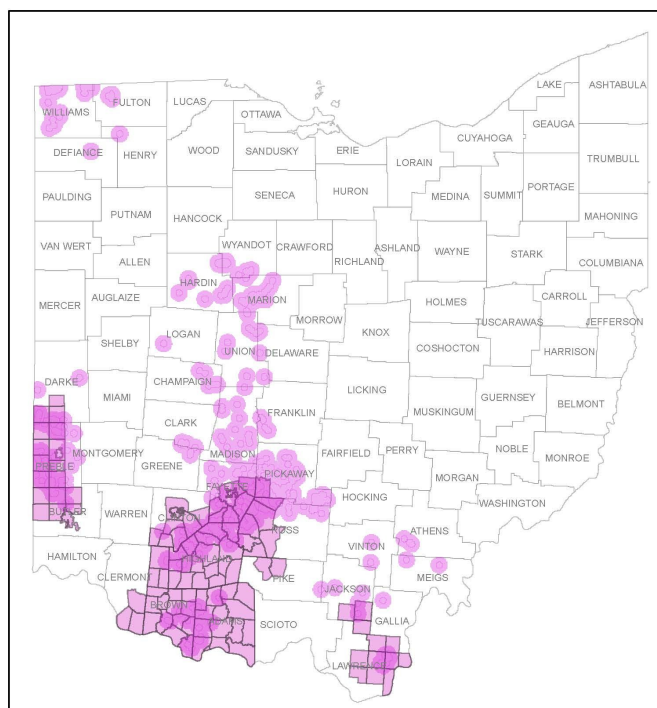 LAKE
ASHTABULA
WILLIAMS
FULTON
LUCAS
OTTAWA
GEAUGA
CUYAHOGA
DEFIANCE
HENRY
WOOD
SANDUSKY
ERIE
LORAIN
TRUMBULL
PAULDING
SENECA
HURON
MEDINA
SUMMIT
PORTAGE
MAHONING
PUTNAM
HANCOCK
VAN WERT
ALLEN
WYANDOT
CRAWFORD
RICHLAND
ASHLAND
WAYNE
STARK
COLUMBIANA
MERCER
AUGLAIZE
HARDIN
MARION
MORROW
HOLMES
CARROLL
TUSCARAWAS
JEFFERSON
SHELBY
LOGAN
UNION
DELAWARE
KNOX
COSHOCTON
HARRISON
DARKE
MIAMI
CHAMPAIGN
LICKING
GUERNSEY
BELMONT
CLARK
FRANKLIN
MUSKINGUM
PREBLE
MONTGOMERY
GREENE
MADISON
PICKAWAY
FAIRFIELD
PERRY
NOBLE
MONROE
MORGAN
FAYETTE
HOCKING
WASHINGTON
BUTLER
WARREN
CLINTON
ROSS
ATHENS
VINTON
HAMILTON
CLERMONT
HIGHLAND
PIKE
MEIGS
JACKSON
BROWN
ADAMS
SCIOTO
GALLIA
LAWRENCE